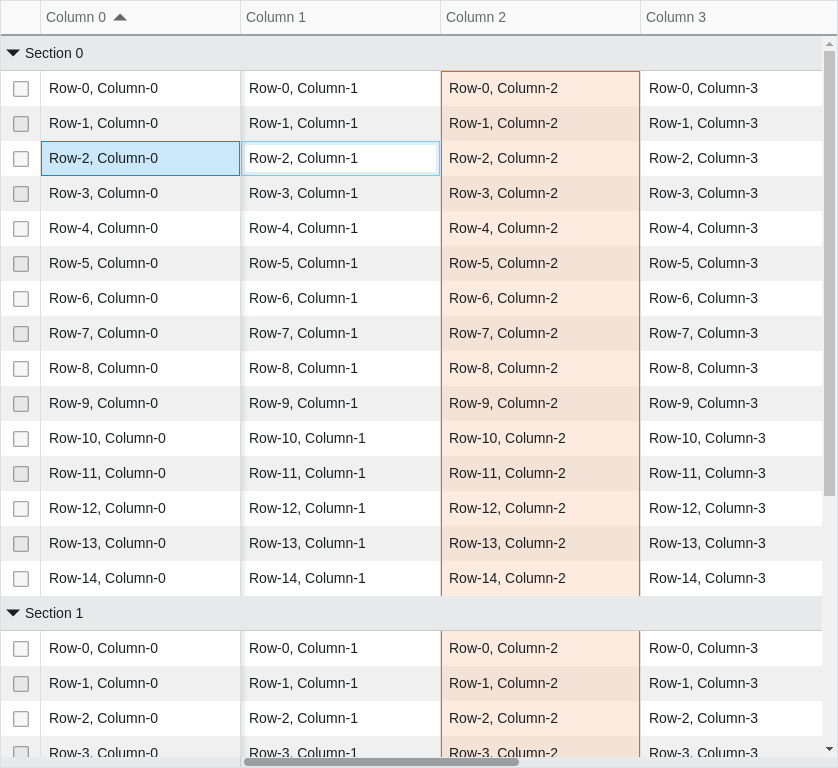 Column 0 Column 1 Column 2 Column 3
Section 0
Row-0, Column-0 Row-0, Column-1 Row-0, Column-2 Row-0, Column-3
Row-1, Column-0 Row-1, Column-1 Row-1, Column-2 Row-1, Column-3
Row-2, Column-0 Row-2, Column-1 Row-2, Column-2 Row-2, Column-3
Row-3, Column-0 Row-3, Column-1 Row-3, Column-2 Row-3, Column-3
Row-4, Column-0 Row-4, Column-1 Row-4, Column-2 Row-4, Column-3
Row-5, Column-0 Row-5, Column-1 Row-5, Column-2 Row-5, Column-3
Row-6, Column-0 Row-6, Column-1 Row-6, Column-2 Row-6, Column-3
Row-7, Column-0 Row-7, Column-1 Row-7, Column-2 Row-7, Column-3
Row-8, Column-0 Row-8, Column-1 Row-8, Column-2 Row-8, Column-3
Row-9, Column-0 Row-9, Column-1 Row-9, Column-2 Row-9, Column-3
Row-10, Column-0 Row-10, Column-1 Row-10, Column-2 Row-10, Column-3
Row-11, Column-0 Row-11, Column-1 Row-11, Column-2 Row-11, Column-3
Row-12, Column-0 Row-12, Column-1 Row-12, Column-2 Row-12, Column-3
Row-13, Column-0 Row-13, Column-1 Row-13, Column-2 Row-13, Column-3
Row-14, Column-0 Row-14, Column-1 Row-14, Column-2 Row-14, Column-3
Section 1
Row-0, Column-0 Row-0, Column-1 Row-0, Column-2 Row-0, Column-3
Row-1, Column-0 Row-1, Column-1 Row-1, Column-2 Row-1, Column-3
Row-2, Column-0 Row-2, Column-1 Row-2, Column-2 Row-2, Column-3
Row-3, Column-0 Row-3, Column-1 Row-3, Column-2 Row-3, Column-3